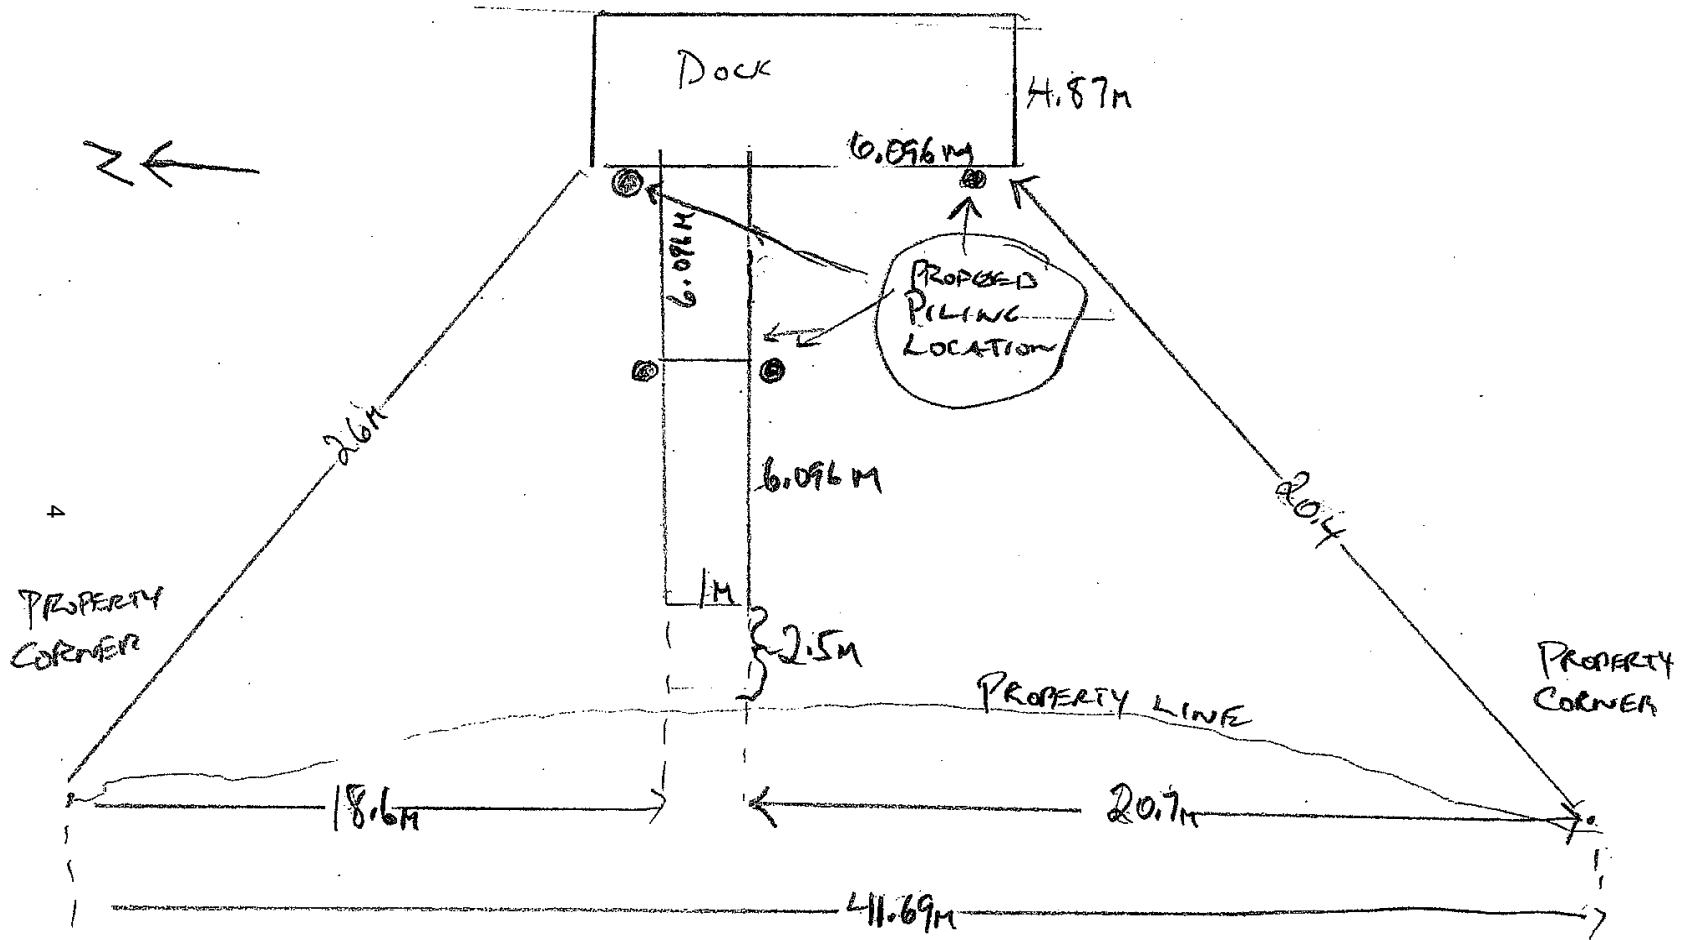 Dock
4.87M
N
6.096M
6.096M
PROPOSED
PILING
LOCATION
26M
6.096M
20.4
4
1M
PROPERTY
CORNER
2.5M
PROPERTY
CORNER
PROPERTY LINE
18.6M
20.7M
41.69M